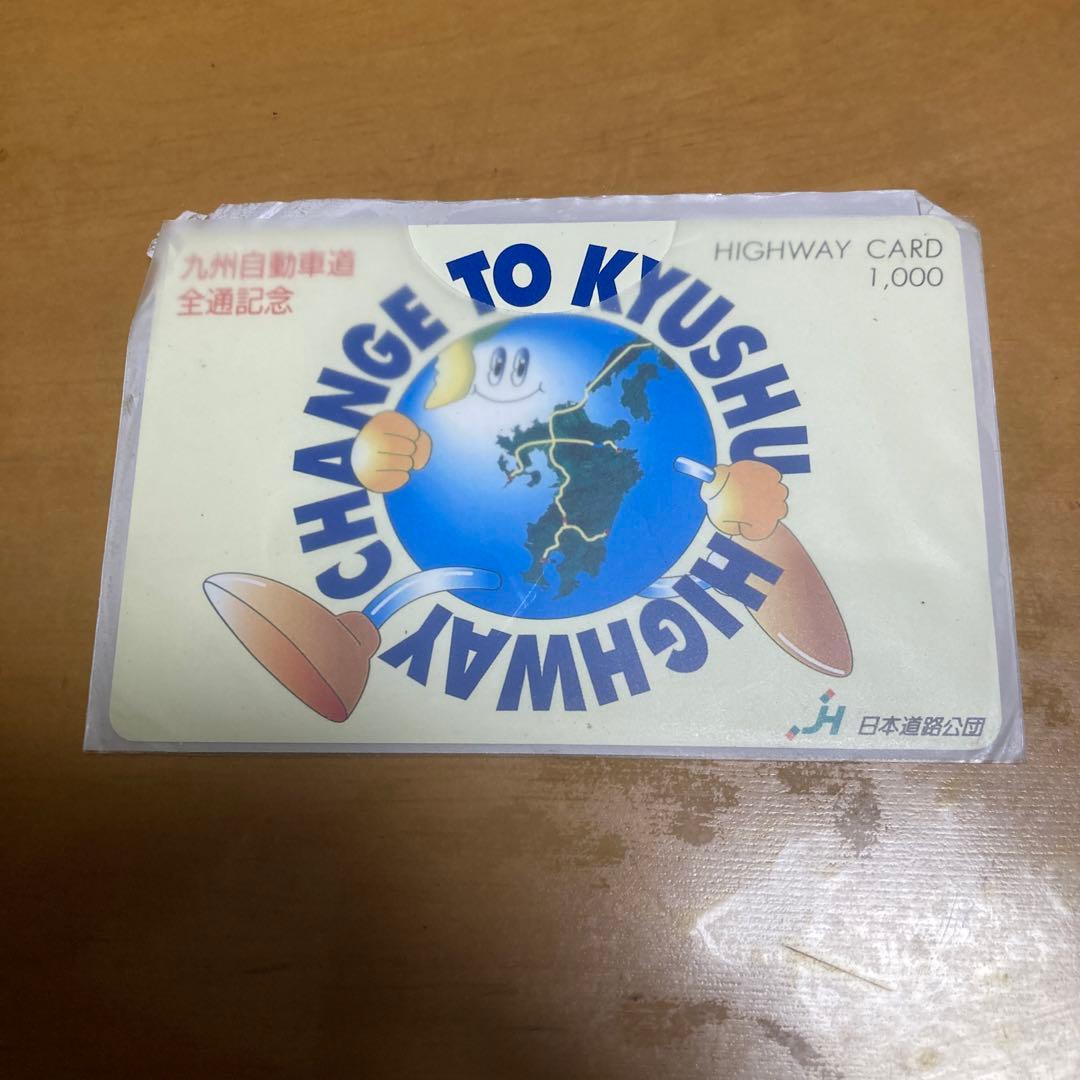 九州自動車道
全通記念
HIGHWAY CARD
1,000
CHANGE TO KYUSHU HIGHWAY
JH 日本道路公団